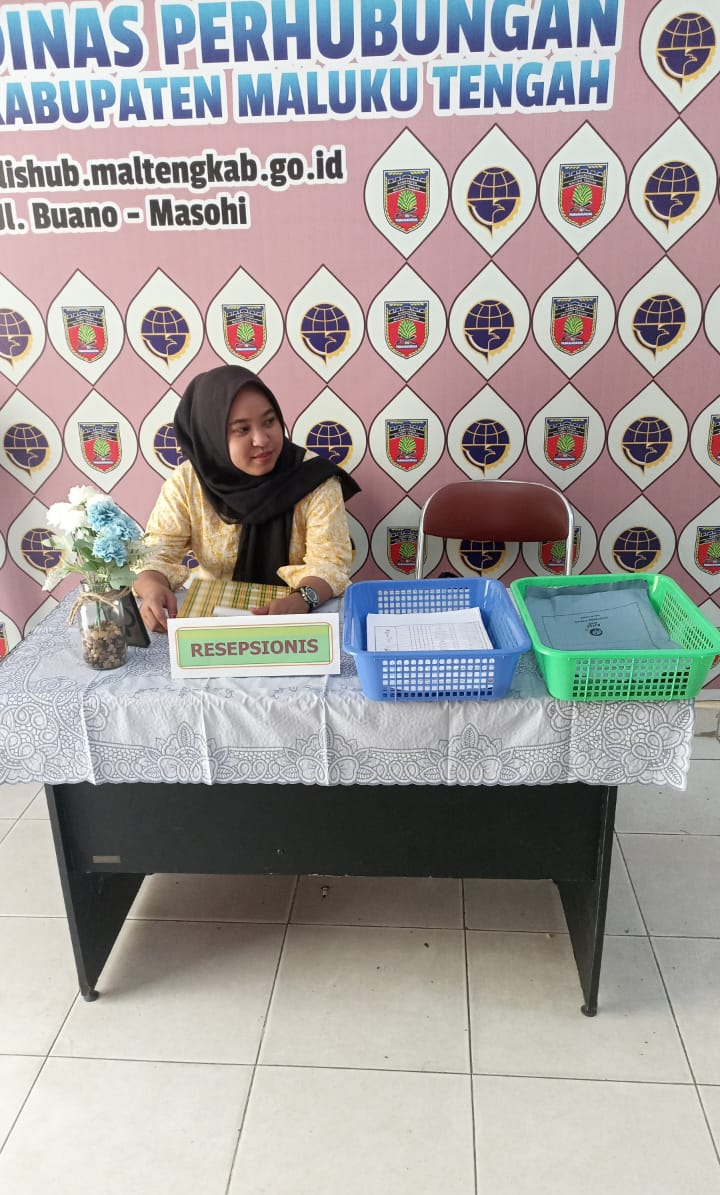 DINAS PERHUBUNGAN
KABUPATEN MALUKU TENGAH
dishub.maltengkab.go.id
Jl. Buano - Masohi
RESEPSIONIS